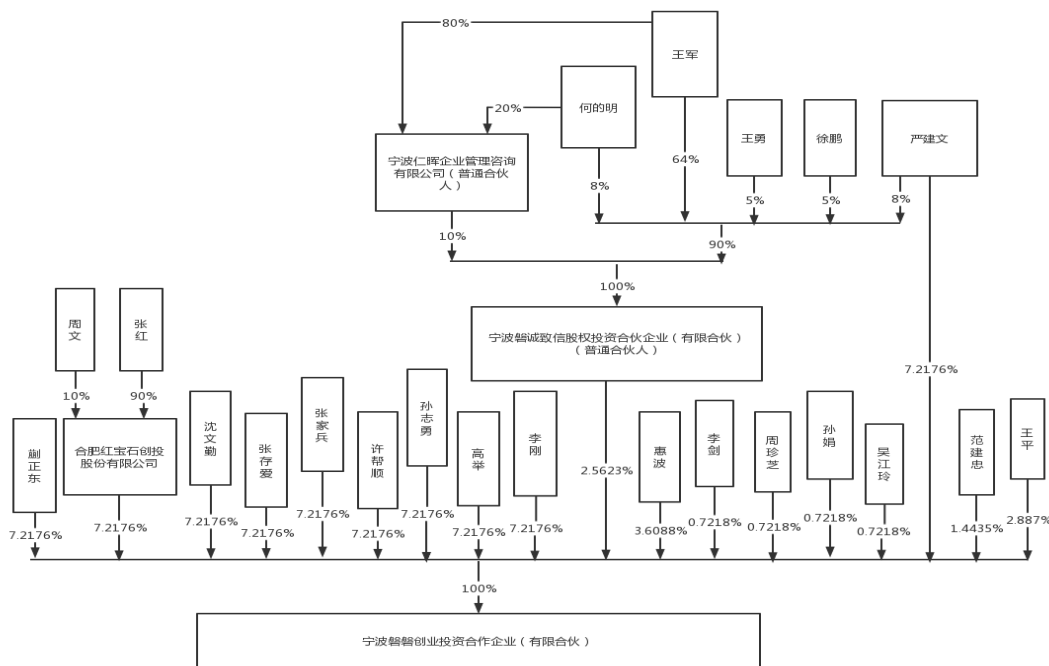 80%
王军
20%
何的明
宁波仁晖企业管理咨询
有限公司（普通合伙
人）
王勇
徐鹏
严建文
64%
8%
5%
5%
8%
10%
90%
100%
周文
张红
宁波磐诚致信股权投资合伙企业（有限合伙）
（普通合伙人）
7.2176%
10%
90%
蒯正东
合肥红宝石创投
股份有限公司
沈文勤
张存爱
张家兵
许帮顺
孙志勇
高举
李刚
2.5623%
惠波
李剑
周珍芝
孙娟
吴江玲
范建忠
王平
7.2176%
7.2176%
7.2176%
7.2176%
7.2176%
7.2176%
7.2176%
7.2176%
7.2176%
3.6088%
0.7218%
0.7218%
0.7218%
0.7218%
1.4435%
2.887%
100%
宁波磐磐创业投资合作企业（有限合伙）